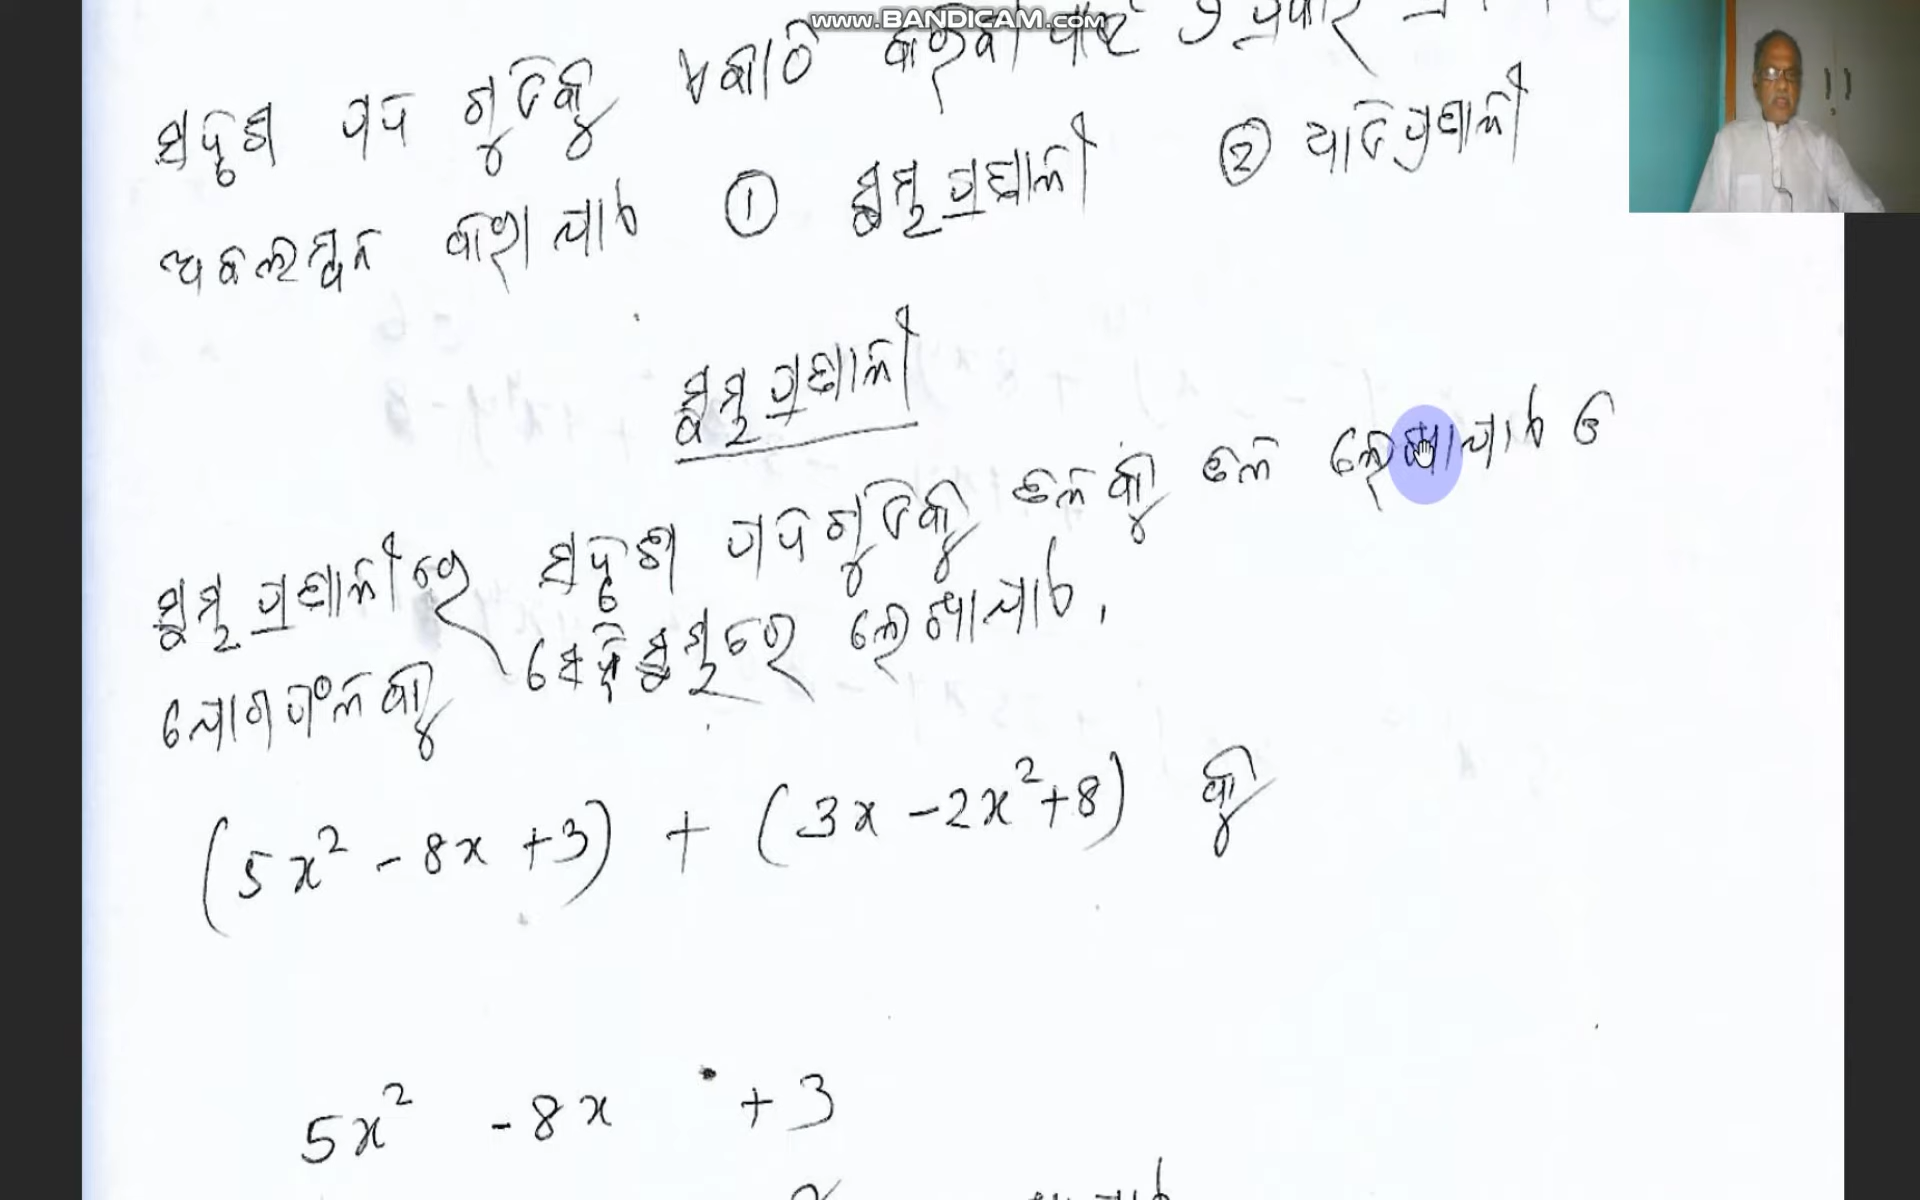 WWW.BANDICAM.COM
ସଦୃଶ ପଦ ଗୁଡିକୁ ଏକାଠି କରିବା ପାଇଁ ୨ ପ୍ରକାର
ଅବଲମ୍ବନ କରାଯାଏ ① ସ୍ତମ୍ଭ ପ୍ରଣାଳୀ ② ଧାଡିପ୍ରଣାଳୀ
ସ୍ତମ୍ଭ ପ୍ରଣାଳୀ
ସ୍ତମ୍ଭ ପ୍ରଣାଳୀରେ ସଦୃଶ ପଦଗୁଡିକୁ ତଳକୁ ତଳ ଲେଖାଯାଏ ଓ
ଯୋଗଫଳକୁ ସେହିସ୍ତମ୍ଭରେ ଲେଖାଯାଏ,
(5x² - 8x + 3) + (3x - 2x² + 8) କୁ
5x² - 8x + 3